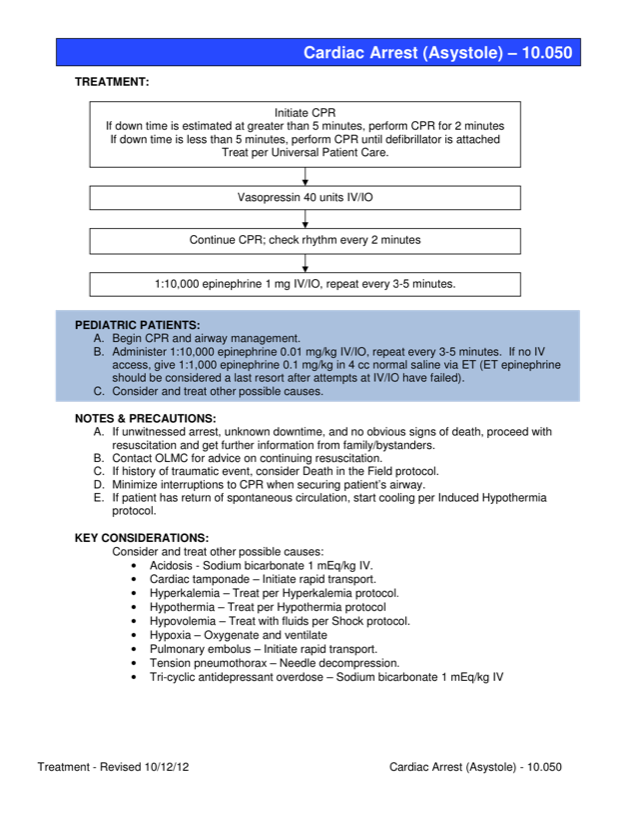 Cardiac Arrest (Asystole) – 10.050
TREATMENT:
Initiate CPR
If down time is estimated at greater than 5 minutes, perform CPR for 2 minutes
If down time is less than 5 minutes, perform CPR until defibrillator is attached
Treat per Universal Patient Care.
Vasopressin 40 units IV/IO
Continue CPR; check rhythm every 2 minutes
1:10,000 epinephrine 1 mg IV/IO, repeat every 3-5 minutes.
PEDIATRIC PATIENTS:
A. Begin CPR and airway management.
B. Administer 1:10,000 epinephrine 0.01 mg/kg IV/IO, repeat every 3-5 minutes. If no IV
access, give 1:1,000 epinephrine 0.1 mg/kg in 4 cc normal saline via ET (ET epinephrine
should be considered a last resort after attempts at IV/IO have failed).
C. Consider and treat other possible causes.
NOTES & PRECAUTIONS:
A. If unwitnessed arrest, unknown downtime, and no obvious signs of death, proceed with
resuscitation and get further information from family/bystanders.
B. Contact OLMC for advice on continuing resuscitation.
C. If history of traumatic event, consider Death in the Field protocol.
D. Minimize interruptions to CPR when securing patient's airway.
E. If patient has return of spontaneous circulation, start cooling per Induced Hypothermia
protocol.
KEY CONSIDERATIONS:
Consider and treat other possible causes:
• Acidosis - Sodium bicarbonate 1 mEq/kg IV.
• Cardiac tamponade – Initiate rapid transport.
• Hyperkalemia – Treat per Hyperkalemia protocol.
• Hypothermia – Treat per Hypothermia protocol
• Hypovolemia – Treat with fluids per Shock protocol.
• Hypoxia – Oxygenate and ventilate
• Pulmonary embolus – Initiate rapid transport.
• Tension pneumothorax – Needle decompression.
• Tri-cyclic antidepressant overdose – Sodium bicarbonate 1 mEq/kg IV
Treatment - Revised 10/12/12
Cardiac Arrest (Asystole) - 10.050